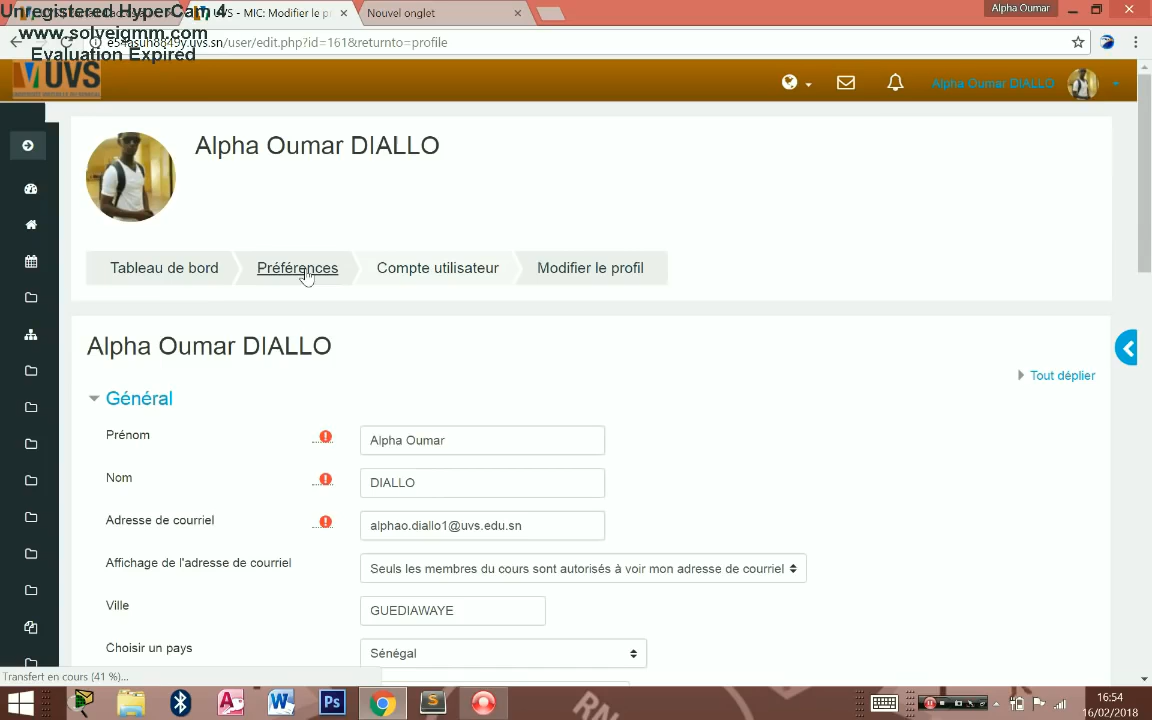 Unregistered HyperCam 4
www.solveigmm.com
Evaluation Expired
UVS - MIC: Modifier le pr
Nouvel onglet
Alpha Oumar
e54asuh8849y.uvs.sn/user/edit.php?id=161&returnto=profile
UVS
Alpha Oumar DIALLO
Alpha Oumar DIALLO
Tableau de bord
Préférences
Compte utilisateur
Modifier le profil
Alpha Oumar DIALLO
Tout déplier
Général
Prénom
Alpha Oumar
Nom
DIALLO
Adresse de courriel
alphao.diallo1@uvs.edu.sn
Affichage de l'adresse de courriel
Seuls les membres du cours sont autorisés à voir mon adresse de courriel
Ville
GUEDIAWAYE
Choisir un pays
Sénégal
Transfert en cours (41 %)...
16:54
16/02/2018